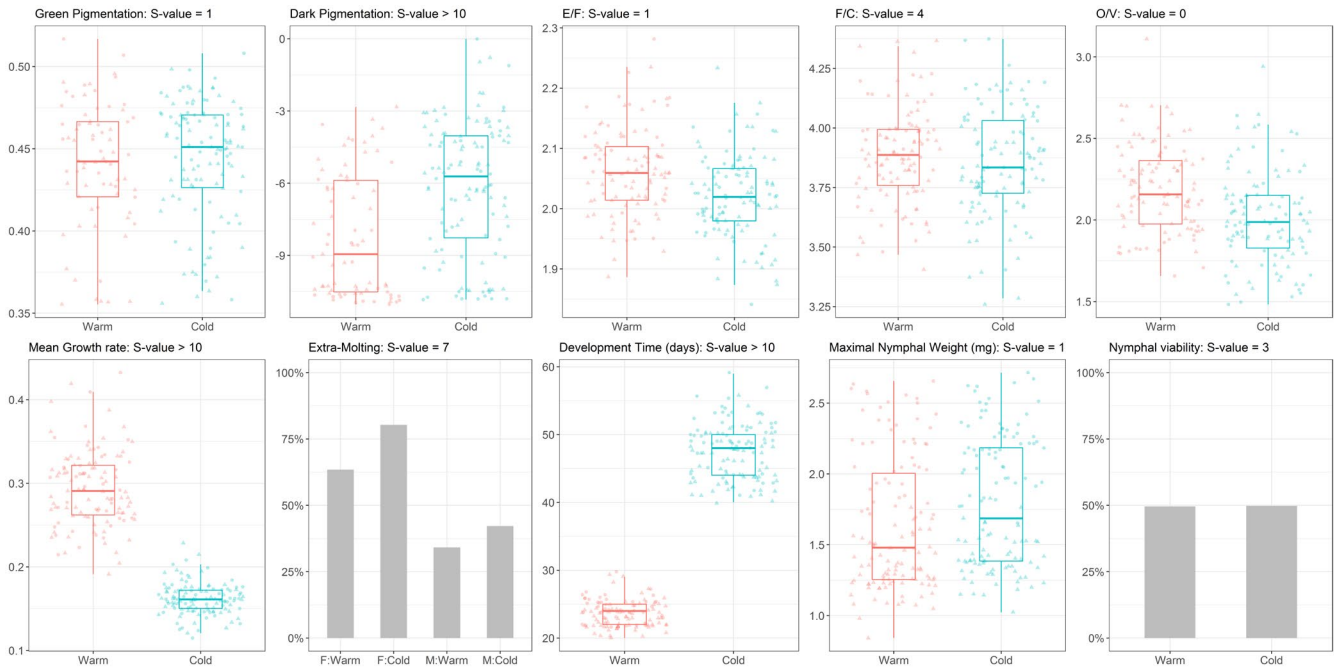 Green Pigmentation: S-value = 1
0.50
0.45
0.40
0.35
Warm
Cold
Dark Pigmentation: S-value > 10
0
-3
-6
-9
Warm
Cold
E/F: S-value = 1
2.3
2.2
2.1
2.0
1.9
Warm
Cold
F/C: S-value = 4
4.25
4.00
3.75
3.50
3.25
Warm
Cold
O/V: S-value = 0
3.0
2.5
2.0
1.5
Warm
Cold
Mean Growth rate: S-value > 10
0.4
0.3
0.2
0.1
Warm
Cold
Extra-Molting: S-value = 7
100%
75%
50%
25%
0%
F:Warm
F:Cold
M:Warm
M:Cold
Development Time (days): S-value > 10
60
50
40
30
20
Warm
Cold
Maximal Nymphal Weight (mg): S-value = 1
2.5
2.0
1.5
1.0
Warm
Cold
Nymphal viability: S-value = 3
100%
75%
50%
25%
0%
Warm
Cold